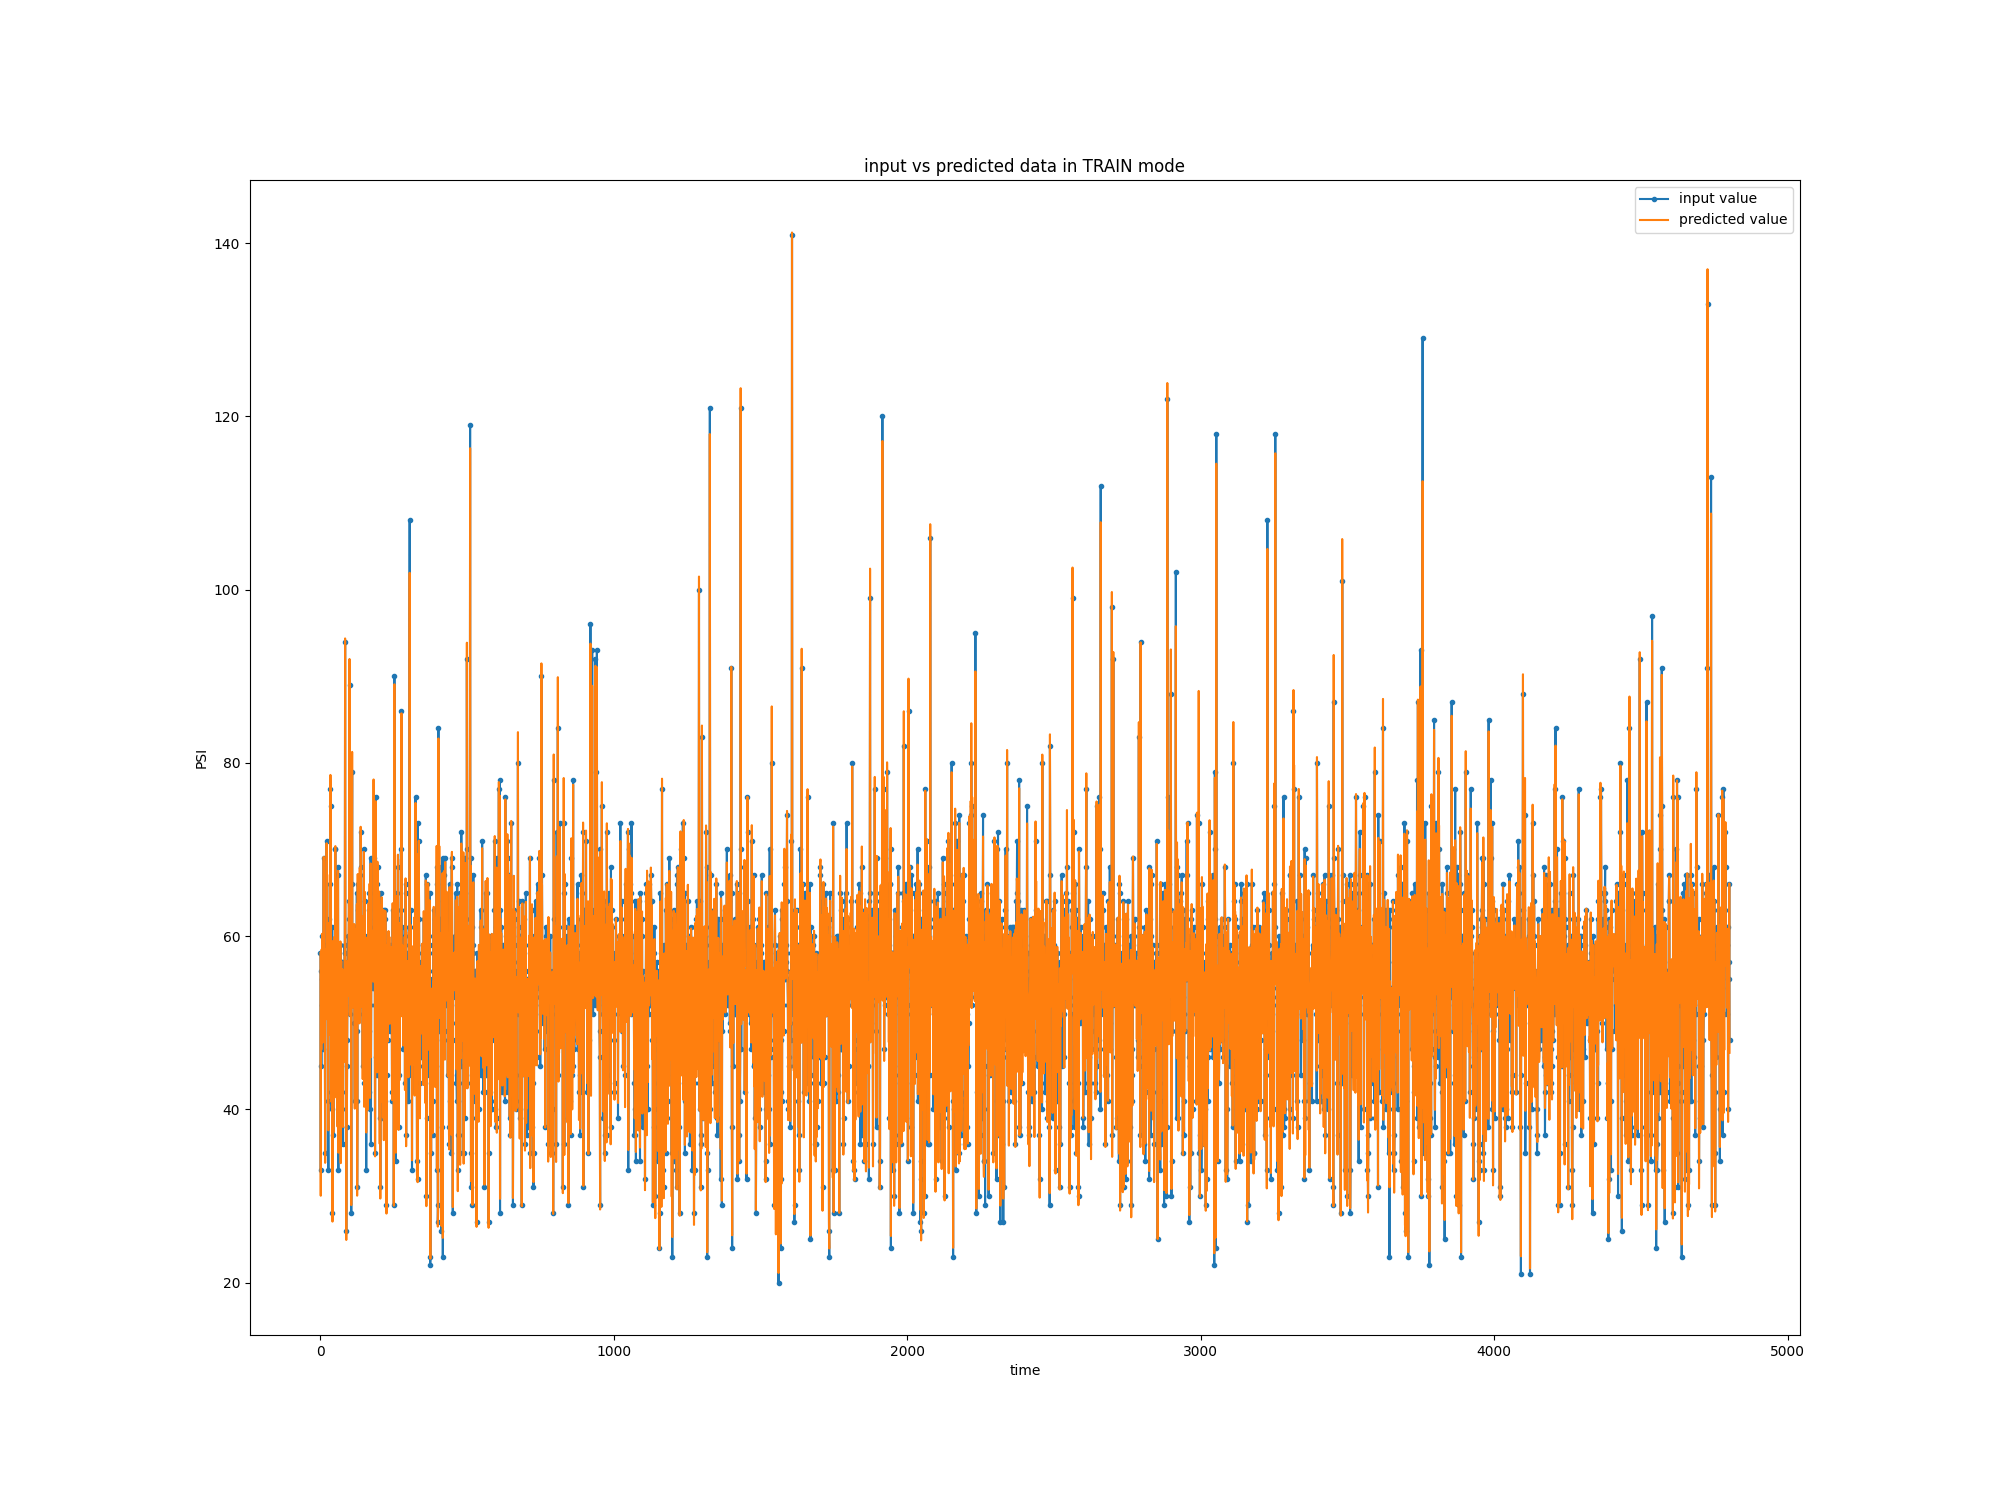 input vs predicted data in TRAIN mode
input value
predicted value
140
120
100
80
60
40
20
PSI
0
1000
2000
3000
4000
5000
time